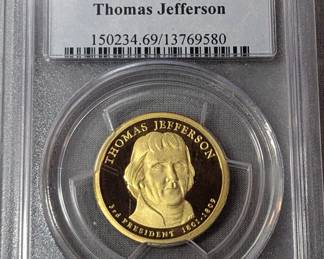 Thomas Jefferson
150234.69/13769580
THOMAS JEFFERSON
3rd PRESIDENT 1801-1809